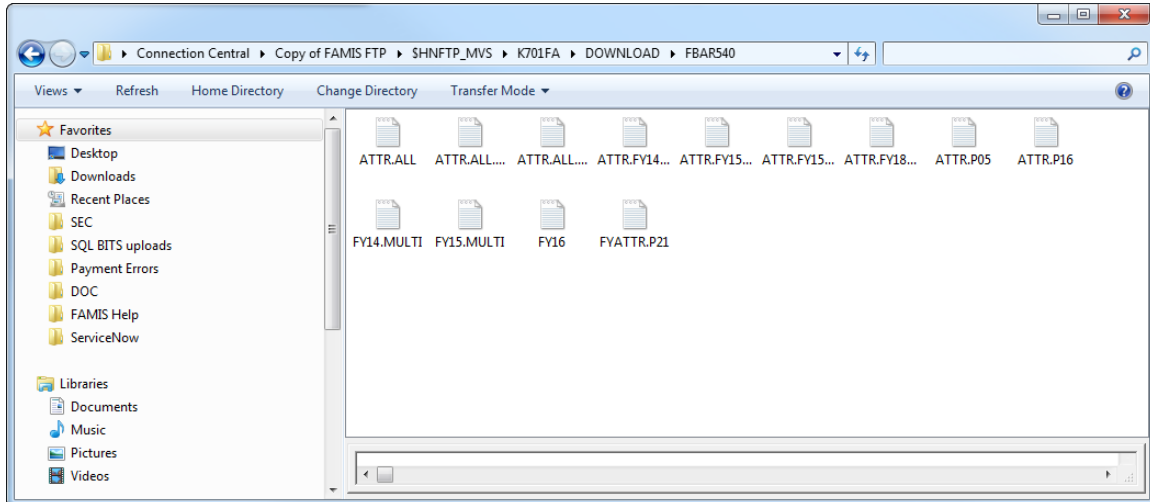 Connection Central Copy of FAMIS FTP $HNFTP_MVS K701FA DOWNLOAD FBAR540
Views Refresh Home Directory Change Directory Transfer Mode
Favorites
Desktop
Downloads
Recent Places
SEC
SQL BITS uploads
Payment Errors
DOC
FAMIS Help
ServiceNow
Libraries
Documents
Music
Pictures
Videos
ATTR.ALL ATTR.ALL.... ATTR.ALL.... ATTR.FY14... ATTR.FY15... ATTR.FY15... ATTR.FY18... ATTR.P05 ATTR.P16
FY14.MULTI FY15.MULTI FY16 FYATTR.P21